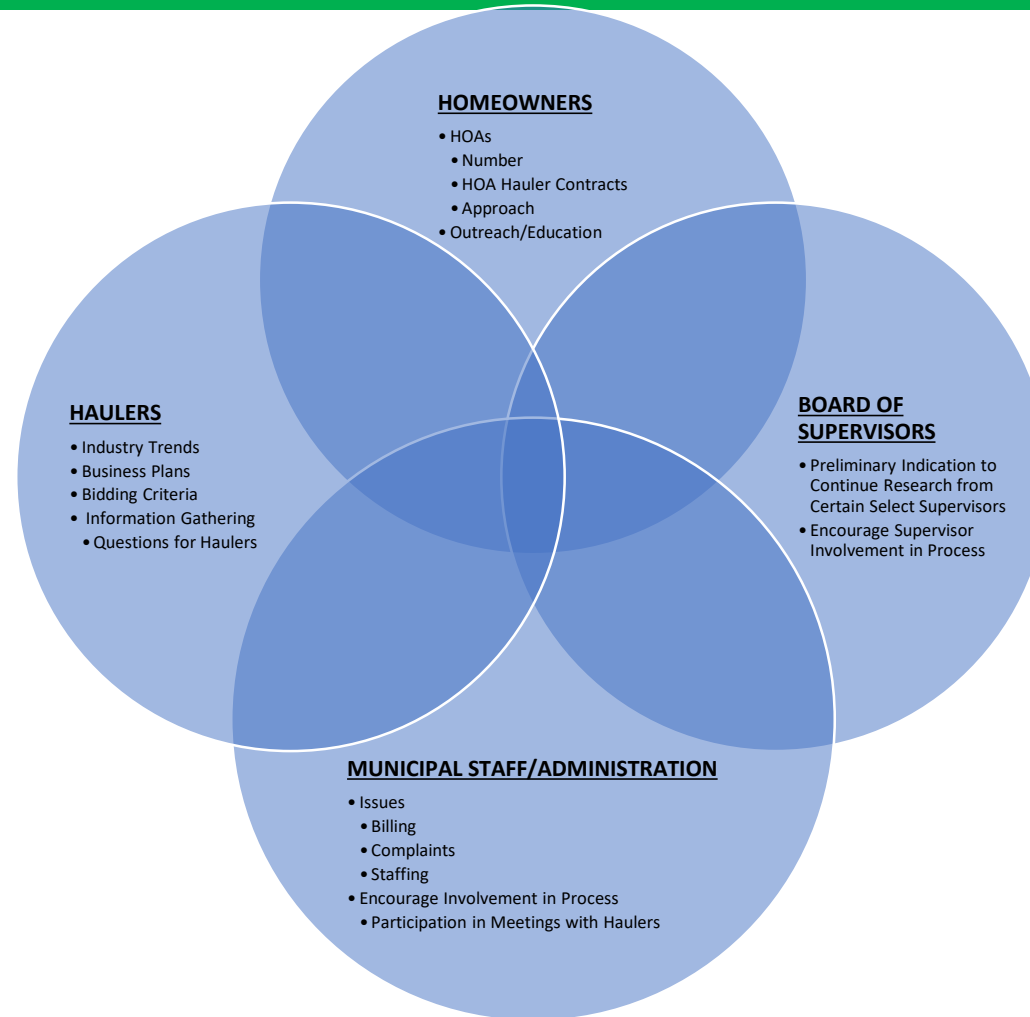 HOMEOWNERS
• HOAs
• Number
• HOA Hauler Contracts
• Approach
• Outreach/Education
HAULERS
• Industry Trends
• Business Plans
• Bidding Criteria
• Information Gathering
• Questions for Haulers
BOARD OF
SUPERVISORS
• Preliminary Indication to
Continue Research from
Certain Select Supervisors
• Encourage Supervisor
Involvement in Process
MUNICIPAL STAFF/ADMINISTRATION
• Issues
• Billing
• Complaints
• Staffing
• Encourage Involvement in Process
• Participation in Meetings with Haulers